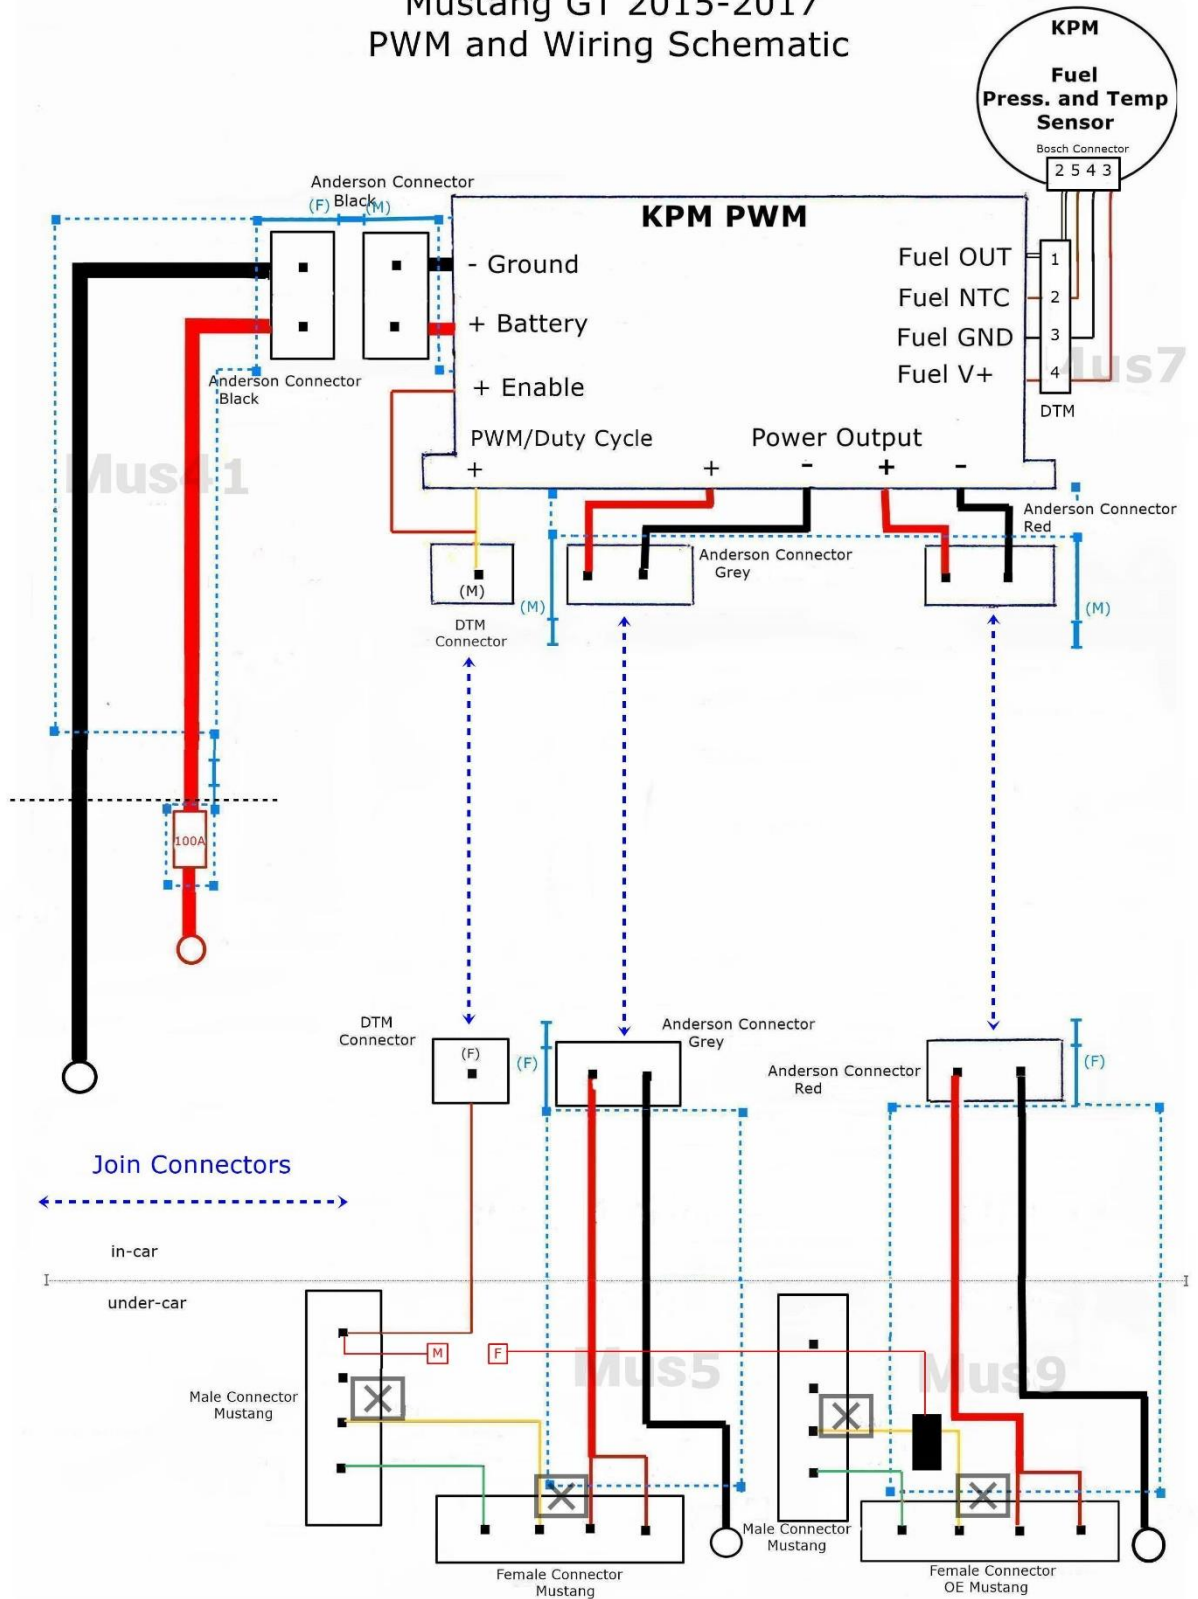 Mustang GT 2015-2017
PWM and Wiring Schematic
KPM
Fuel
Press. and Temp
Sensor
Bosch Connector
2 5 4 3
Anderson Connector
Black
(F)
(M)
KPM PWM
- Ground
+ Battery
+ Enable
PWM/Duty Cycle
Power Output
+
+
-
+
-
Fuel OUT
Fuel NTC
Fuel GND
Fuel V+
1
2
3
4
DTM
Mus7
Anderson Connector
Black
Mus41
(M)
DTM
Connector
(M)
Anderson Connector
Grey
Anderson Connector
Red
(M)
100A
DTM
Connector
(F)
(F)
Anderson Connector
Grey
Anderson Connector
Red
(F)
Join Connectors
in-car
under-car
M
F
Mus5
Mus9
Male Connector
Mustang
Male Connector
Mustang
Female Connector
Mustang
Female Connector
OE Mustang